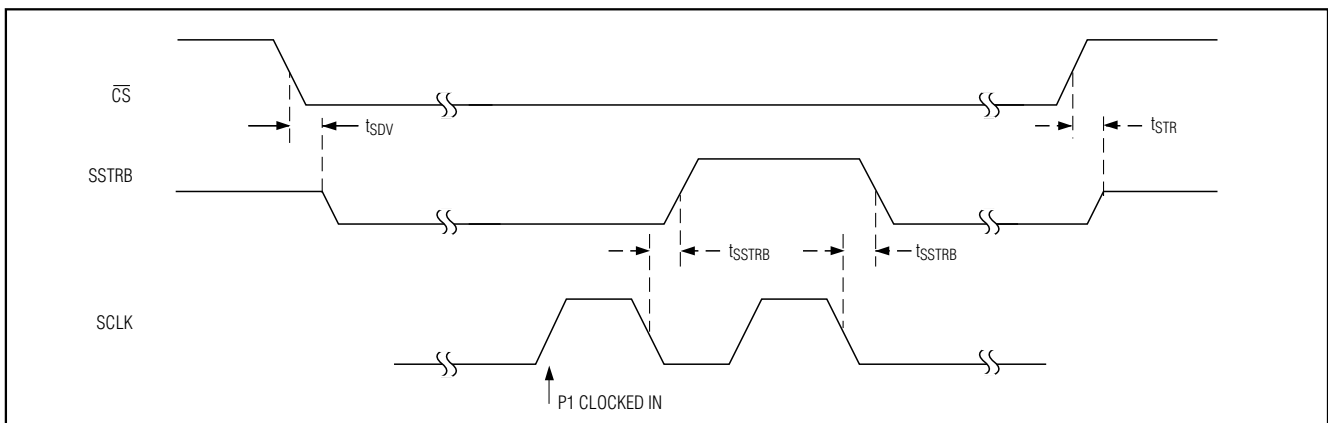 CS
tSDV
tSTR
SSTRB
tSSTRB
tSSTRB
SCLK
P1 CLOCKED IN